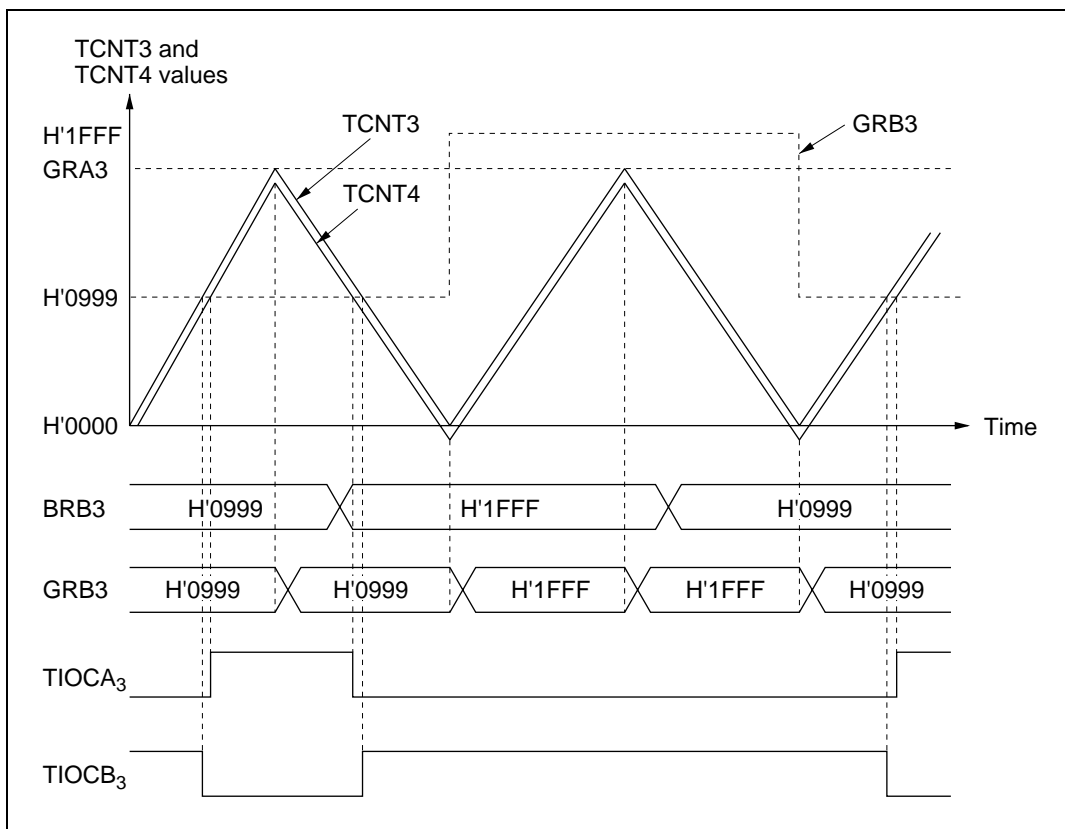 TCNT3 and
TCNT4 values
H'1FFF
TCNT3
GRB3
GRA3
TCNT4
H'0999
H'0000
Time
BRB3
H'0999
H'1FFF
H'0999
GRB3
H'0999
H'0999
H'1FFF
H'1FFF
H'0999
TIOCA3
TIOCB3